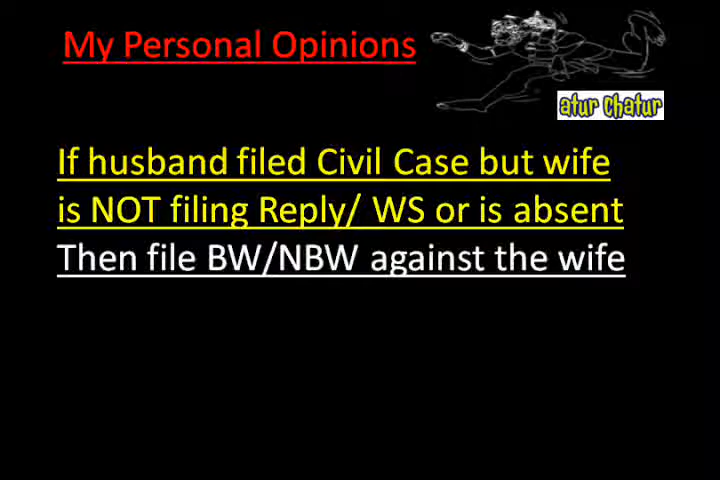 My Personal Opinions
atur chatur
If husband filed Civil Case but wife
is NOT filing Reply/ WS or is absent
Then file BW/NBW against the wife